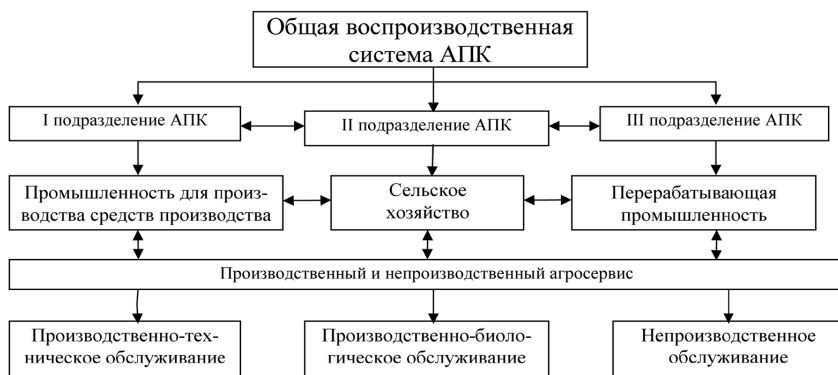 Общая воспроизводственная
система АПК
I подразделение АПК
II подразделение АПК
III подразделение АПК
Промышленность для произ-
водства средств производства
Сельское
хозяйство
Перерабатывающая
промышленность
Производственный и непроизводственный агросервис
Производственно-тех-
ническое обслуживание
Производственно-биоло-
гическое обслуживание
Непроизводственное
обслуживание